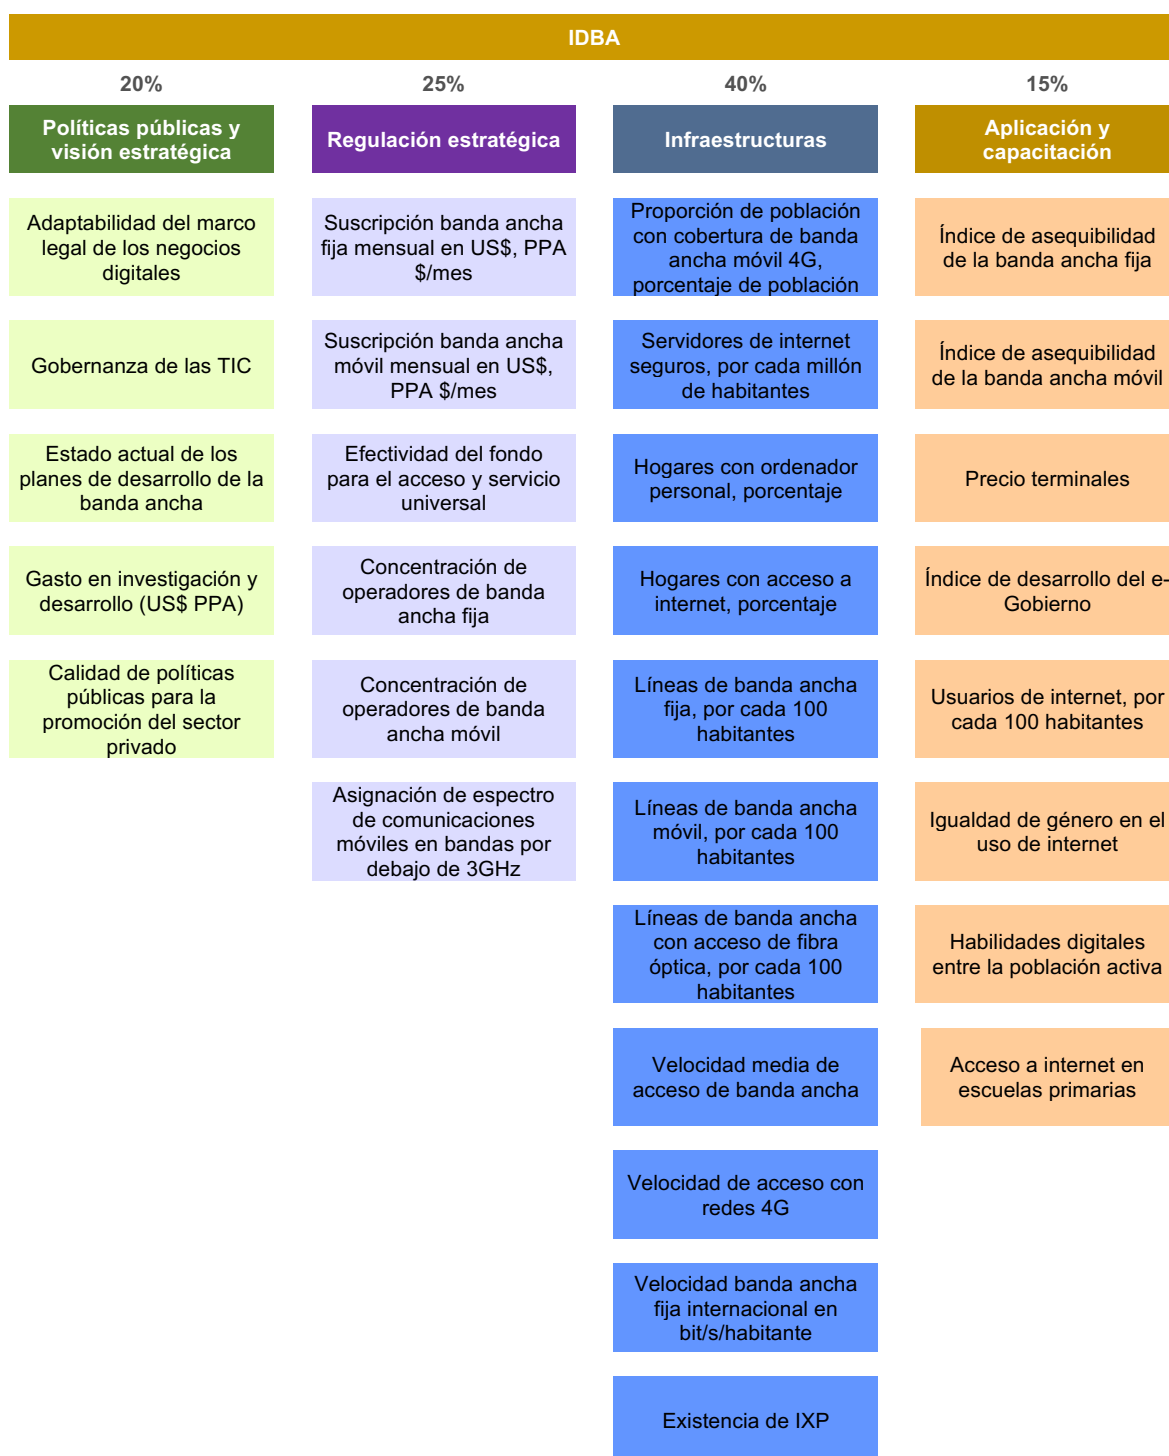 IDBA
20%
25%
40%
15%
Políticas públicas y
visión estratégica
Regulación estratégica
Infraestructuras
Aplicación y
capacitación
Adaptabilidad del marco
legal de los negocios
digitales
Gobernanza de las TIC
Estado actual de los
planes de desarrollo de la
banda ancha
Gasto en investigación y
desarrollo (US$ PPA)
Calidad de políticas
públicas para la
promoción del sector
privado
Suscripción banda ancha
fija mensual en US$, PPA
$/mes
Suscripción banda ancha
móvil mensual en US$,
PPA $/mes
Efectividad del fondo
para el acceso y servicio
universal
Concentración de
operadores de banda
ancha fija
Concentración de
operadores de banda
ancha móvil
Asignación de espectro
de comunicaciones
móviles en bandas por
debajo de 3GHz
Proporción de población
con cobertura de banda
ancha móvil 4G,
porcentaje de población
Servidores de internet
seguros, por cada millón
de habitantes
Hogares con ordenador
personal, porcentaje
Hogares con acceso a
internet, porcentaje
Líneas de banda ancha
fija, por cada 100
habitantes
Líneas de banda ancha
móvil, por cada 100
habitantes
Líneas de banda ancha
con acceso de fibra
óptica, por cada 100
habitantes
Velocidad media de
acceso de banda ancha
Velocidad de acceso con
redes 4G
Velocidad banda ancha
fija internacional en
bit/s/habitante
Existencia de IXP
Índice de asequibilidad
de la banda ancha fija
Índice de asequibilidad
de la banda ancha móvil
Precio terminales
Índice de desarrollo del e-
Gobierno
Usuarios de internet, por
cada 100 habitantes
Igualdad de género en el
uso de internet
Habilidades digitales
entre la población activa
Acceso a internet en
escuelas primarias